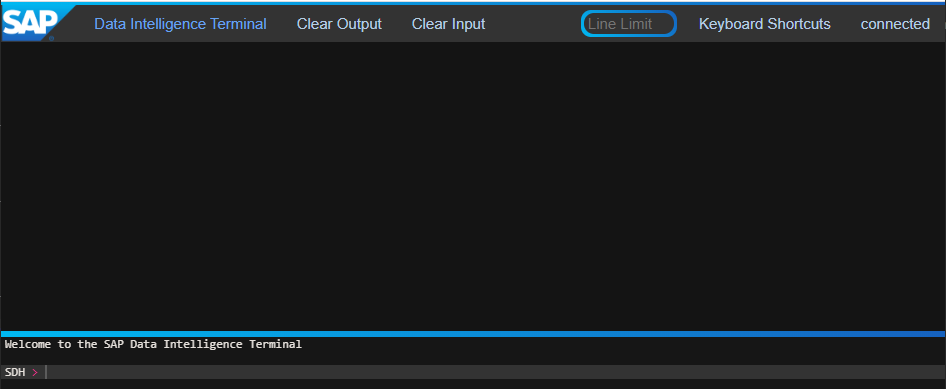 SAP Data Intelligence Terminal Clear Output Clear Input Line Limit Keyboard Shortcuts connected
Welcome to the SAP Data Intelligence Terminal
SDH >